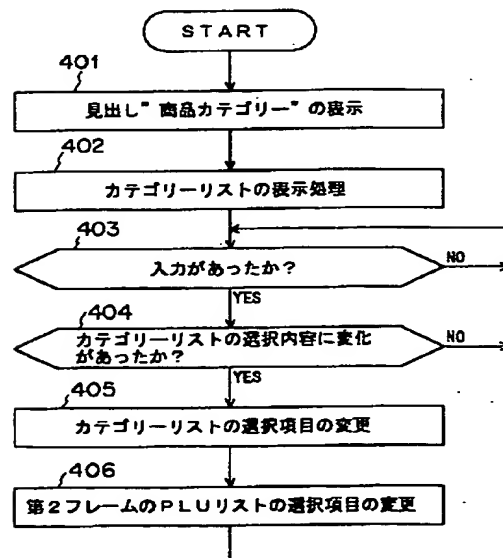 START
401
見出し”商品カテゴリー”の表示
402
カテゴリーリストの表示処理
403
入力があったか?
NO
YES
404
カテゴリーリストの選択内容に変化
があったか?
NO
YES
405
カテゴリーリストの選択項目の変更
406
第2フレームのPLUリストの選択項目の変更